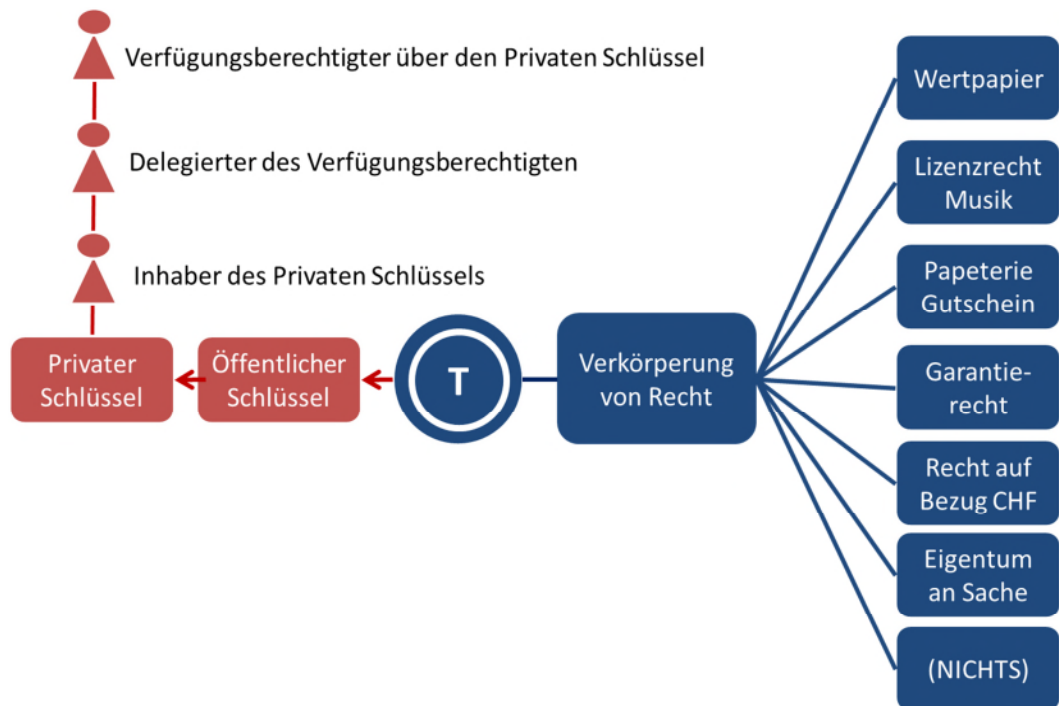 Verfügungsberechtigter über den Privaten Schlüssel
Delegierter des Verfügungsberechtigten
Inhaber des Privaten Schlüssels
Privater
Schlüssel
Öffentlicher
Schlüssel
T
Verkörperung
von Recht
Wertpapier
Lizenzrecht
Musik
Papeterie
Gutschein
Garantie-
recht
Recht auf
Bezug CHF
Eigentum
an Sache
(NICHTS)